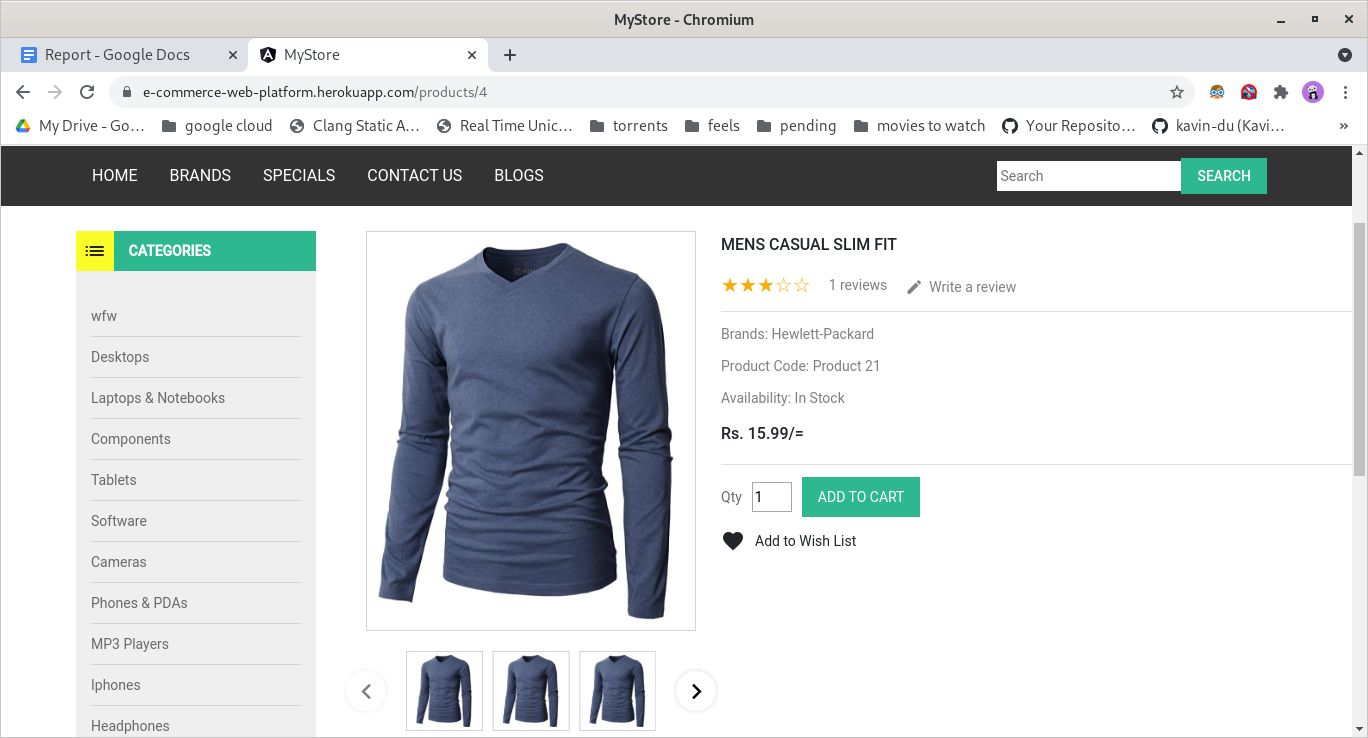 MyStore - Chromium
Report - Google Docs
MyStore
e-commerce-web-platform.herokuapp.com/products/4
My Drive - Go… google cloud Clang Static A… Real Time Unic… torrents feels pending movies to watch Your Reposito… kavin-du (Kavi… »
HOME BRANDS SPECIALS CONTACT US BLOGS Search SEARCH
CATEGORIES
wfw
Desktops
Laptops & Notebooks
Components
Tablets
Software
Cameras
Phones & PDAs
MP3 Players
Iphones
Headphones
MENS CASUAL SLIM FIT
1 reviews Write a review
Brands: Hewlett-Packard
Product Code: Product 21
Availability: In Stock
Rs. 15.99/=
Qty 1 ADD TO CART
Add to Wish List